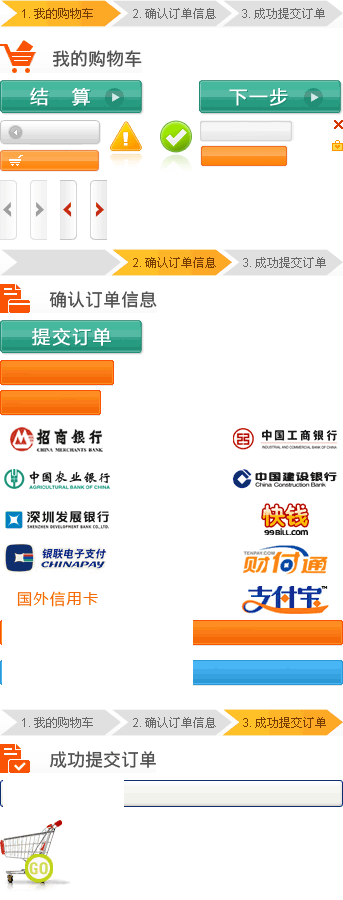 1. 我的购物车 2. 确认订单信息 3. 成功提交订单
我的购物车
结 算 下一步
2. 确认订单信息 3. 成功提交订单
确认订单信息
提交订单
招商银行 中国工商银行
CHINA MERCHANTS BANK INDUSTRIAL AND COMMERCIAL BANK OF CHINA
中国农业银行 中国建设银行
AGRICULTURAL BANK OF CHINA China Construction Bank
深圳发展银行 快钱
SHENZHEN DEVELOPMENT BANK CO., LTD. 99BILL.COM
银联电子支付 TENPAY.COM
CHINAPAY 财付通
国外信用卡 支付宝™
1. 我的购物车 2. 确认订单信息 3. 成功提交订单
成功提交订单
GO